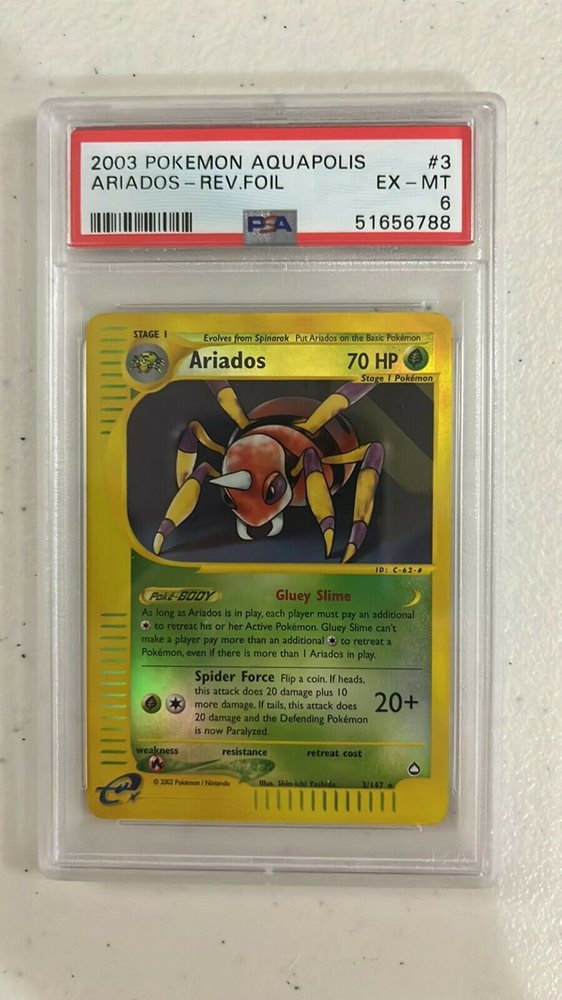 2003 POKEMON AQUAPOLIS #3
ARIADOS - REV.FOIL EX - MT
6
PSA 51656788
STAGE 1
Evolves from Spinarak Put Ariados on the Basic Pokémon
Ariados 70 HP
Stage 1 Pokémon
ID: C-62-#
Poké-BODY Gluey Slime
As long as Ariados is in play, each player must pay an additional
to retreat his or her Active Pokémon. Gluey Slime can't
make a player pay more than an additional to retreat a
Pokémon, even if there is more than 1 Ariados in play.
Spider Force Flip a coin. If heads,
this attack does 20 damage plus 10
more damage. If tails, this attack does
20 damage and the Defending Pokémon
is now Paralyzed.
20+
weakness resistance retreat cost
© 2002 Pokémon / Nintendo Illus. Shin-ichi Yoshida 3/147 ★
e